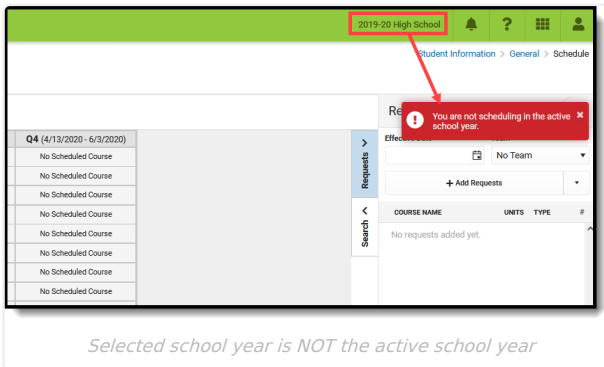 2019-20 High School
?
Student Information > General > Schedule
Re
You are not scheduling in the active
school year.
No Team
+ Add Requests
COURSE NAME UNITS TYPE #
No requests added yet.
Requests
Search
Q4 (4/13/2020 - 6/3/2020)
No Scheduled Course
No Scheduled Course
No Scheduled Course
No Scheduled Course
No Scheduled Course
No Scheduled Course
No Scheduled Course
No Scheduled Course
Selected school year is NOT the active school year